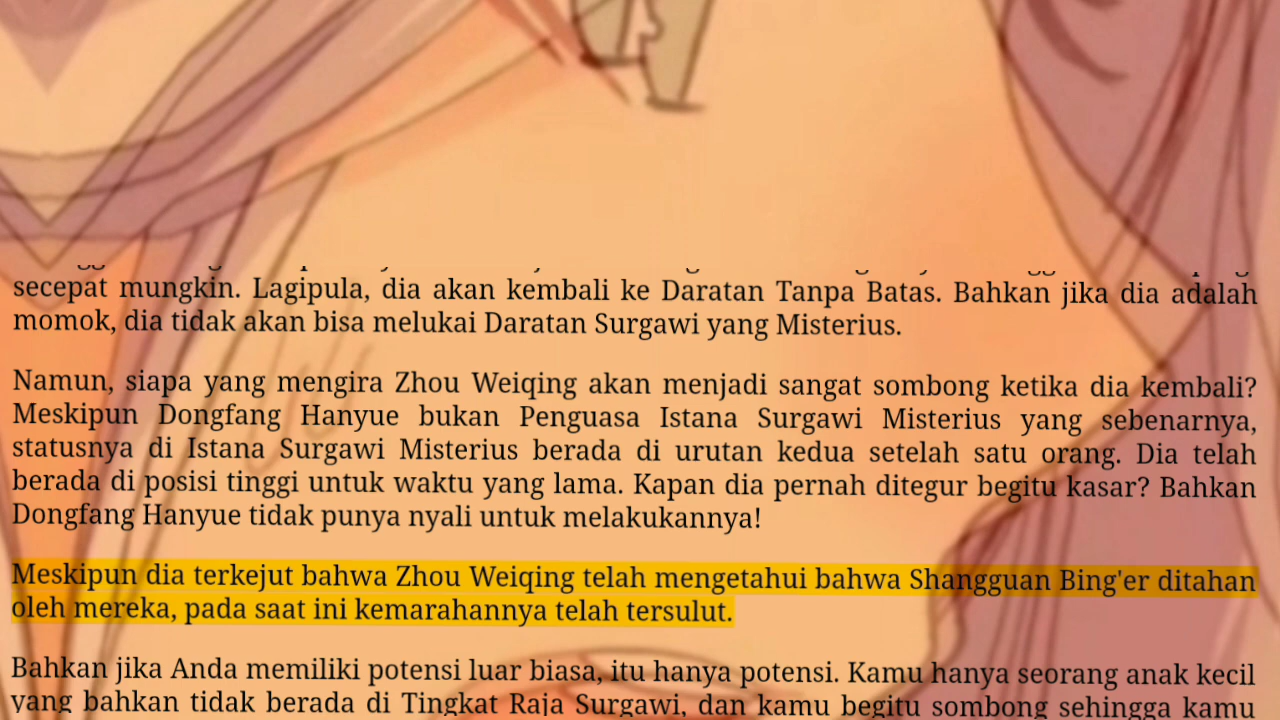 secepat mungkin. Lagipula, dia akan kembali ke Daratan Tanpa Batas. Bahkan jika dia adalah
momok, dia tidak akan bisa melukai Daratan Surgawi yang Misterius.
Namun, siapa yang mengira Zhou Weiqing akan menjadi sangat sombong ketika dia kembali?
Meskipun Dongfang Hanyue bukan Penguasa Istana Surgawi Misterius yang sebenarnya,
statusnya di Istana Surgawi Misterius berada di urutan kedua setelah satu orang. Dia telah
berada di posisi tinggi untuk waktu yang lama. Kapan dia pernah ditegur begitu kasar? Bahkan
Dongfang Hanyue tidak punya nyali untuk melakukannya!
Meskipun dia terkejut bahwa Zhou Weiqing telah mengetahui bahwa Shangguan Bing'er ditahan
oleh mereka, pada saat ini kemarahannya telah tersulut.
Bahkan jika Anda memiliki potensi luar biasa, itu hanya potensi. Kamu hanya seorang anak kecil
yang bahkan tidak berada di Tingkat Raja Surgawi, dan kamu begitu sombong sehingga kamu